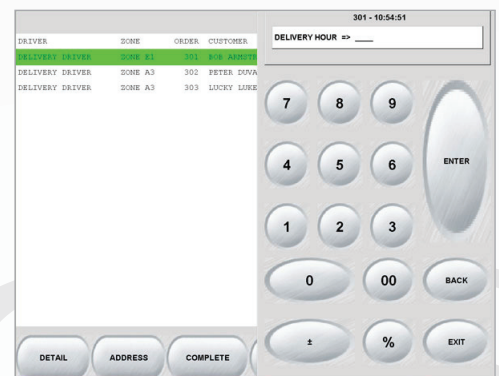 301 - 10:54:51
DELIVERY HOUR => ____
DRIVER ZONE ORDER CUSTOMER
DELIVERY DRIVER ZONE E1 301 BOB ARMSTR
DELIVERY DRIVER ZONE A3 302 PETER DUVA
DELIVERY DRIVER ZONE A3 303 LUCKY LUKE
7 8 9
4 5 6 ENTER
1 2 3
0 00 BACK
± % EXIT
DETAIL ADDRESS COMPLETE